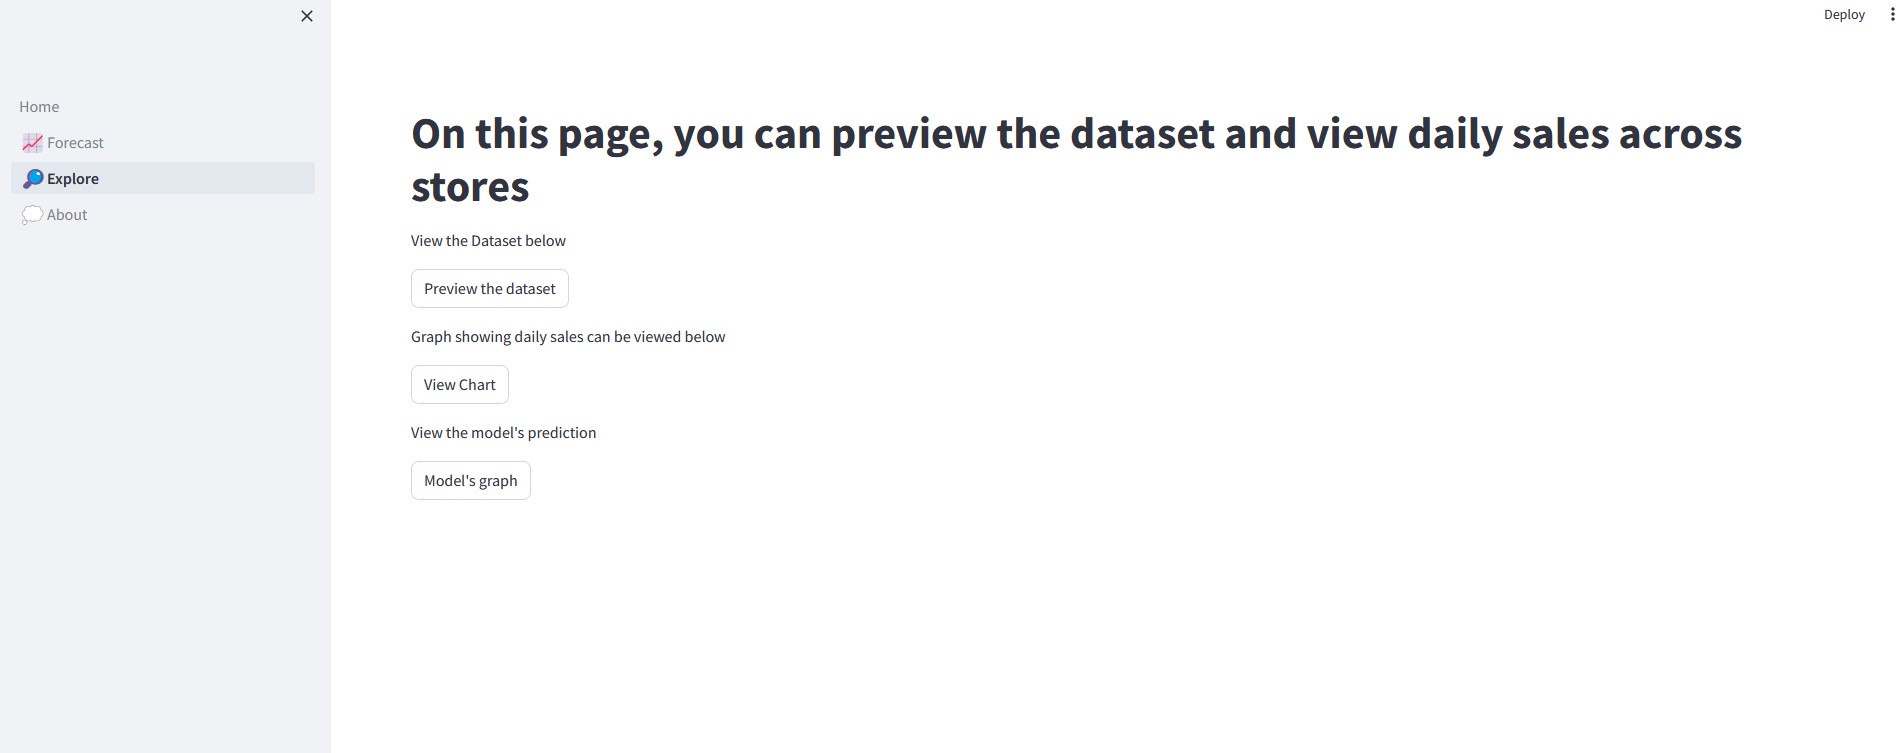 Deploy
Home
Forecast
Explore
About
On this page, you can preview the dataset and view daily sales across
stores
View the Dataset below
Preview the dataset
Graph showing daily sales can be viewed below
View Chart
View the model's prediction
Model's graph